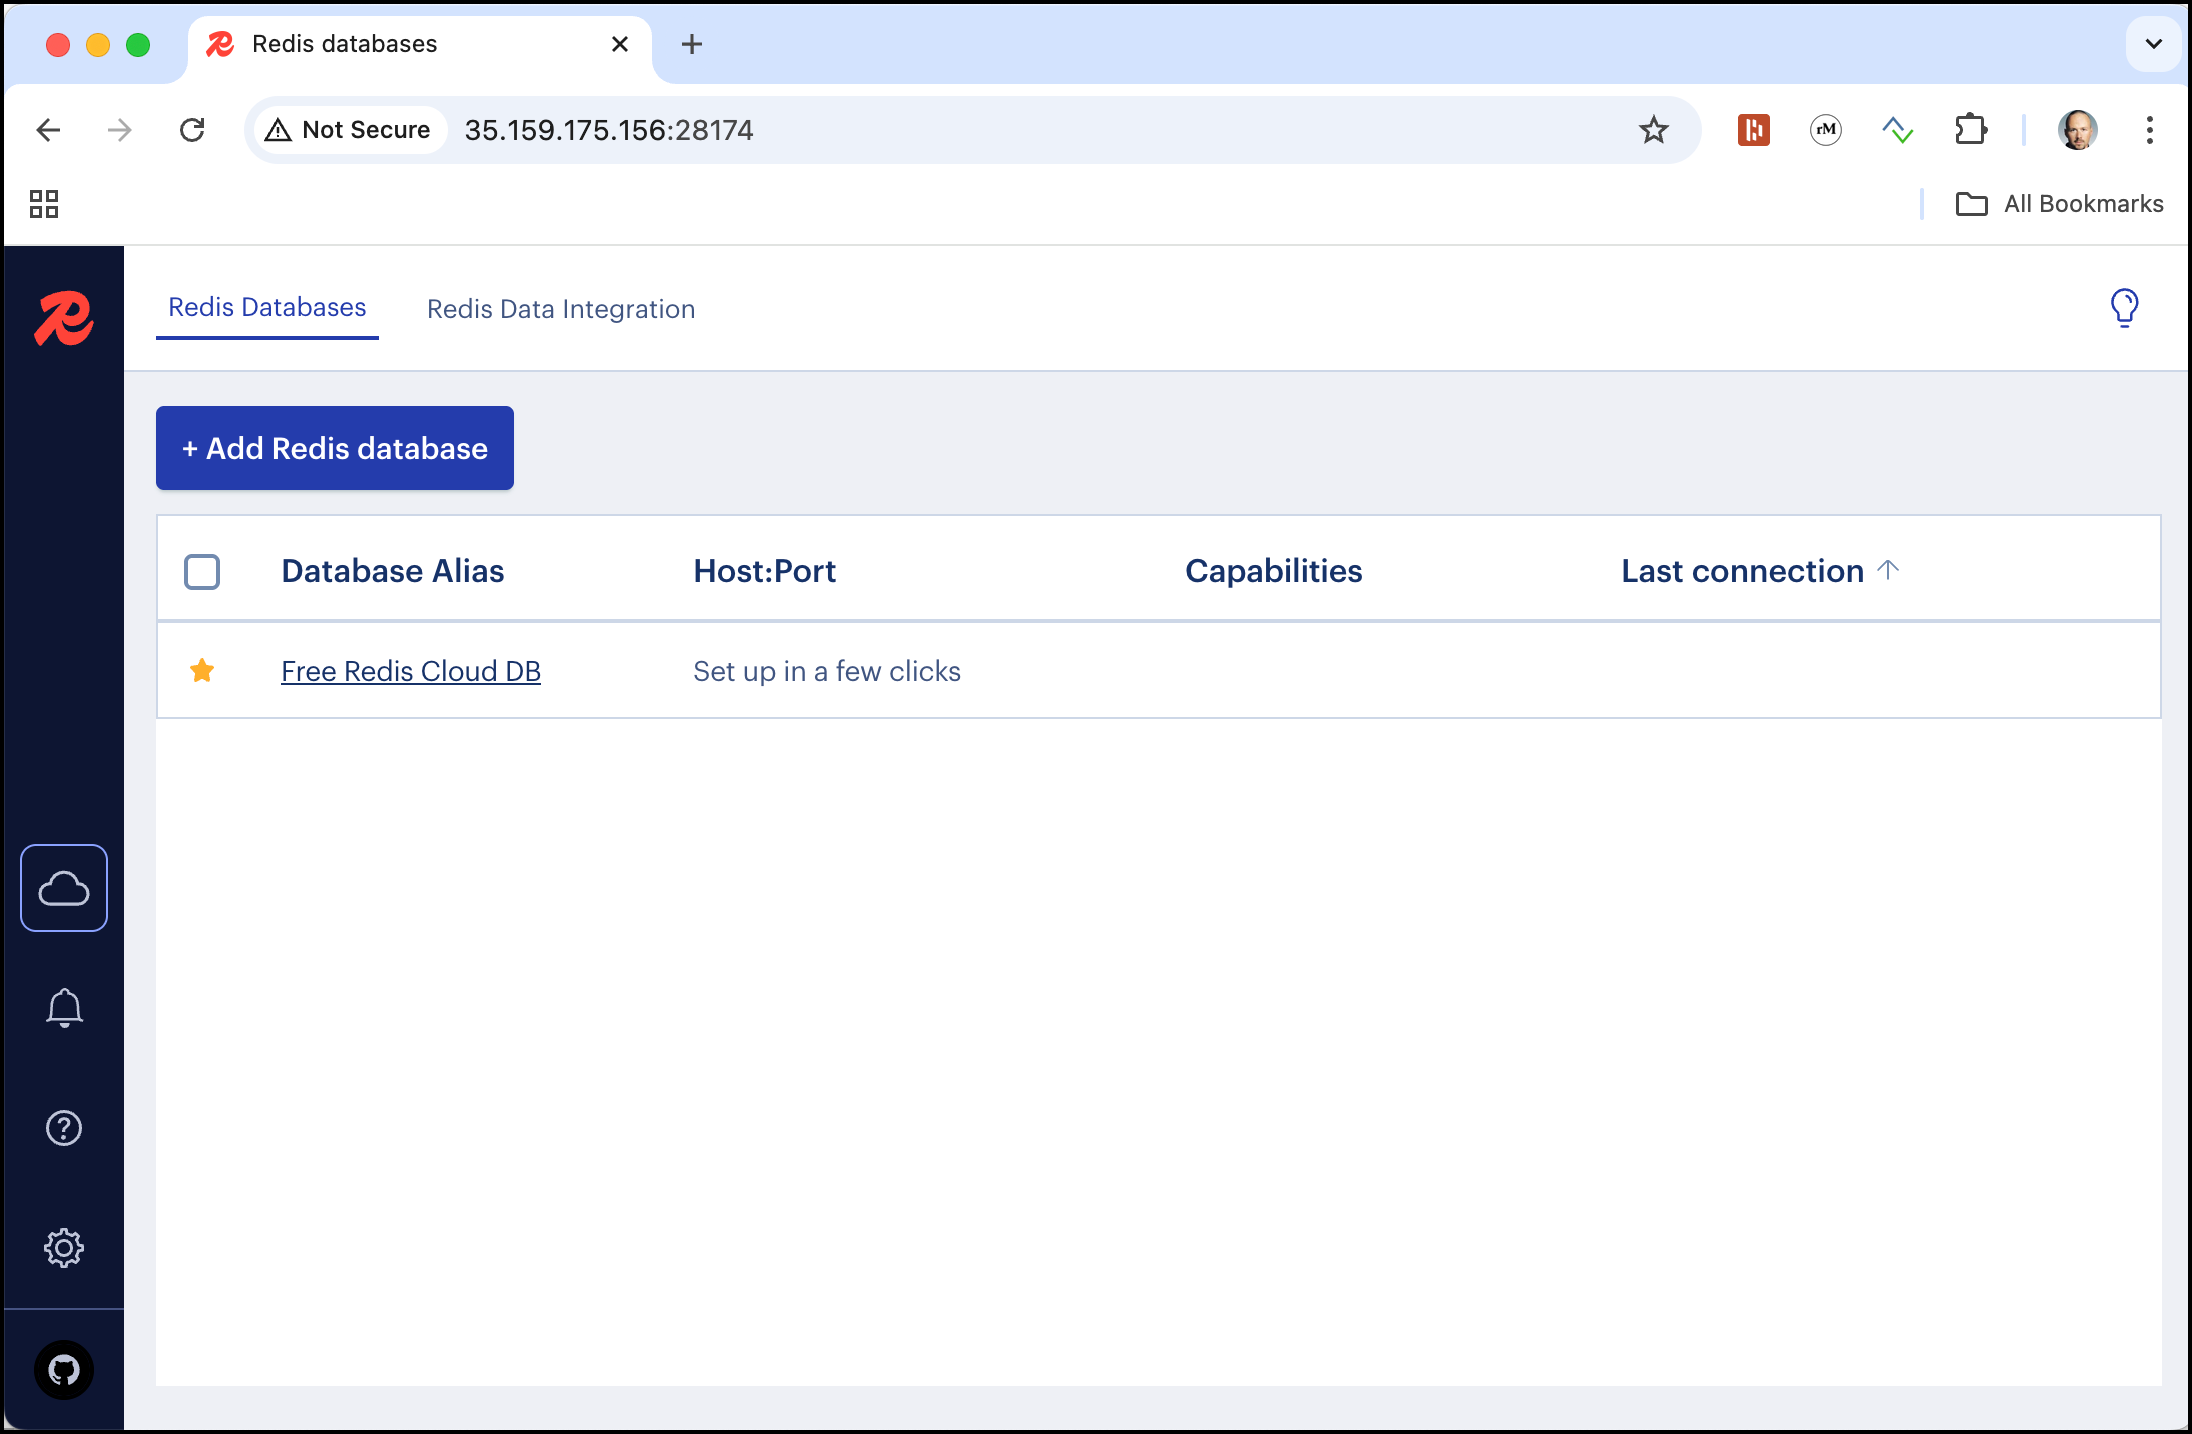 Redis databases
Not Secure 35.159.175.156:28174
rM
All Bookmarks
Redis Databases Redis Data Integration
+ Add Redis database
Database Alias Host:Port Capabilities Last connection
Free Redis Cloud DB Set up in a few clicks